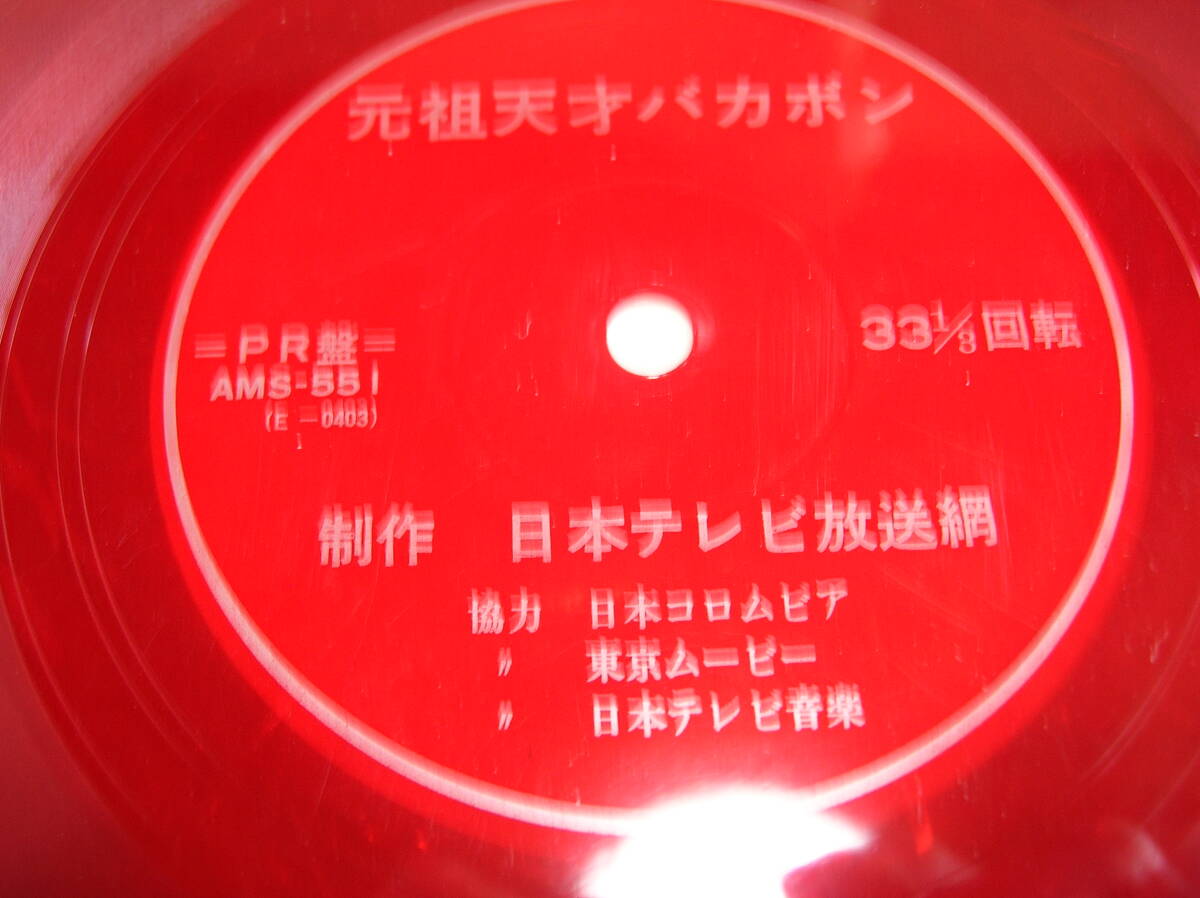 元祖天才バカボン
=PR盤=
AMS-551
(E-0403)
33 1/3回転
制作 日本テレビ放送網
協力 日本コロムビア
〃 東京ムービー
〃 日本テレビ音楽